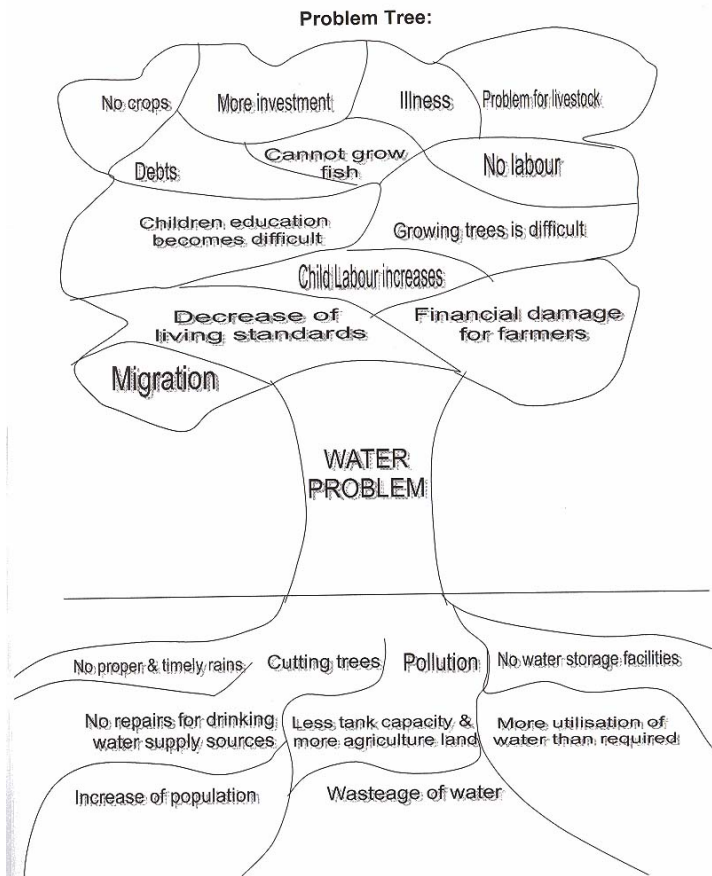 Problem Tree:
No crops
More investment
Illness
Problem for livestock
Debts
Cannot grow
fish
No labour
Children education
becomes difficult
Growing trees is difficult
Child Labour increases
Decrease of
living standards
Financial damage
for farmers
Migration
WATER
PROBLEM
No proper & timely rains
Cutting trees
Pollution
No water storage facilities
No repairs for drinking
water supply sources
Less tank capacity &
more agriculture land
More utilisation of
water than required
Increase of population
Wasteage of water